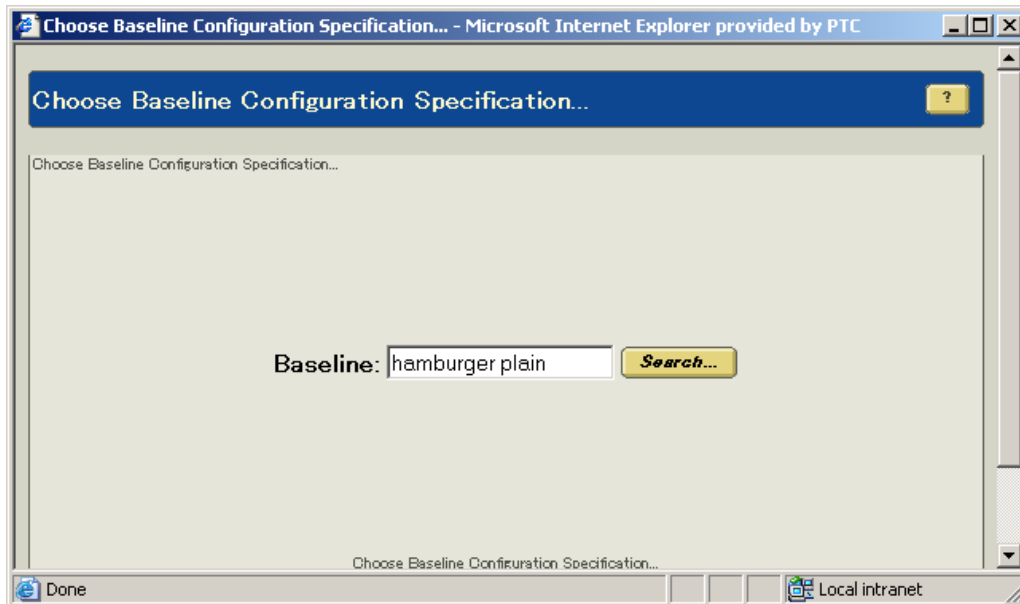 Choose Baseline Configuration Specification... - Microsoft Internet Explorer provided by PTC
Choose Baseline Configuration Specification...
?
Choose Baseline Configuration Specification...
Baseline: hamburger plain Search...
Choose Baseline Configuration Specification...
Done Local intranet